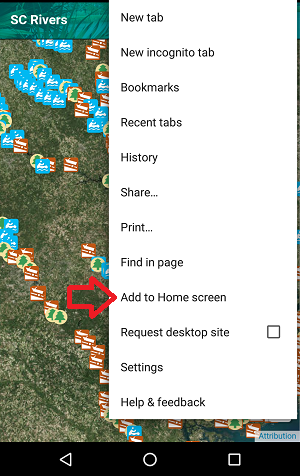 SC Rivers
New tab
New incognito tab
Bookmarks
Recent tabs
History
Share...
Print...
Find in page
Add to Home screen
Request desktop site
Settings
Help & feedback
Attribution